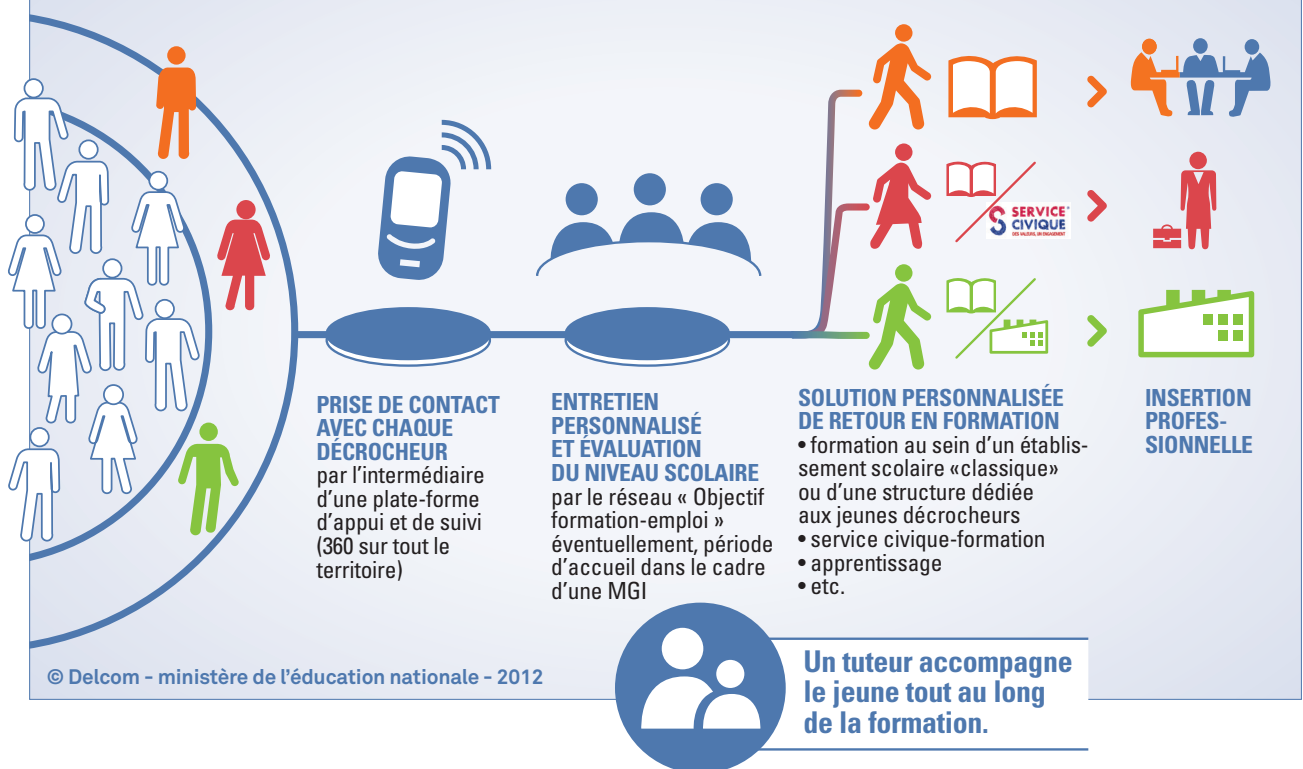 SERVICE
CIVIQUE
PRISE DE CONTACT
AVEC CHAQUE
DÉCROCHEUR
par l'intermédiaire
d'une plate-forme
d'appui et de suivi
(360 sur tout le
territoire)
ENTRETIEN
PERSONNALISÉ
ET ÉVALUATION
DU NIVEAU SCOLAIRE
par le réseau « Objectif
formation-emploi »
éventuellement, période
d'accueil dans le cadre
d'une MGI
SOLUTION PERSONNALISÉE
DE RETOUR EN FORMATION
• formation au sein d'un établis-
sement scolaire «classique»
ou d'une structure dédiée
aux jeunes décrocheurs
• service civique-formation
• apprentissage
• etc.
INSERTION
PROFES-
SIONNELLE
© Delcom - ministère de l'éducation nationale - 2012
Un tuteur accompagne
le jeune tout au long
de la formation.